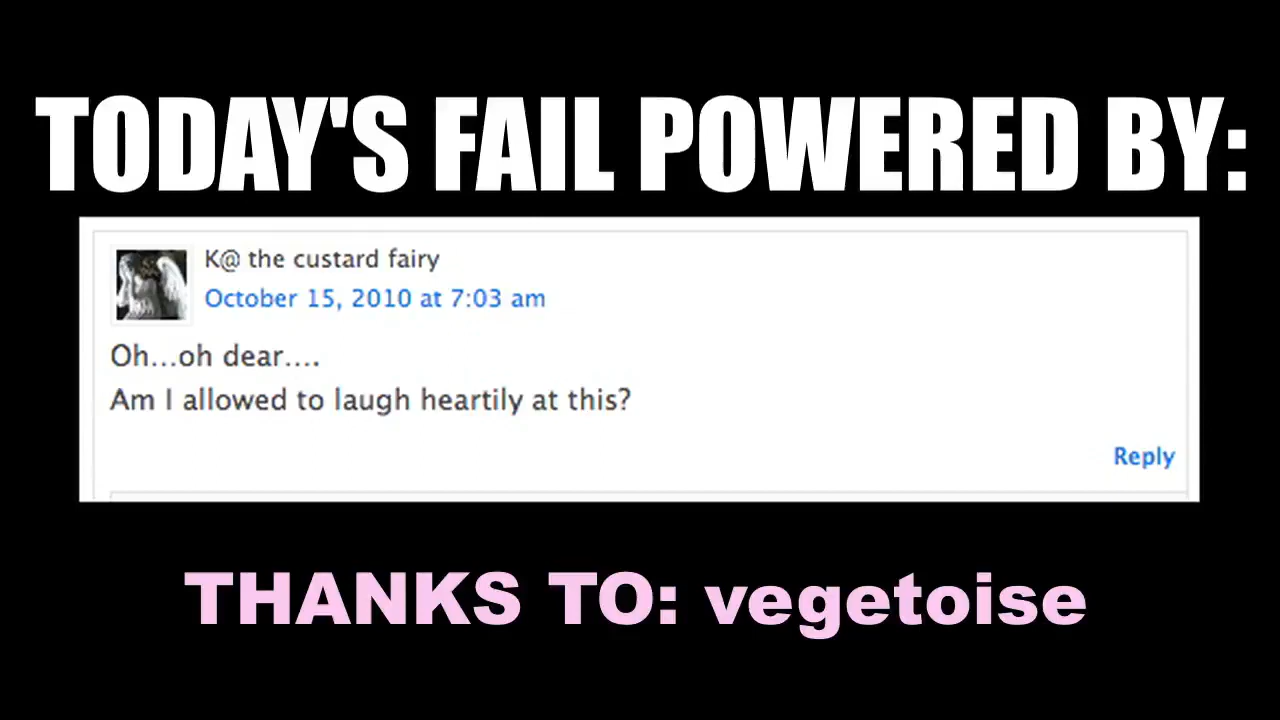 TODAY'S FAIL POWERED BY:
K@ the custard fairy
October 15, 2010 at 7:03 am
Oh...oh dear....
Am I allowed to laugh heartily at this?
Reply
THANKS TO: vegetoise